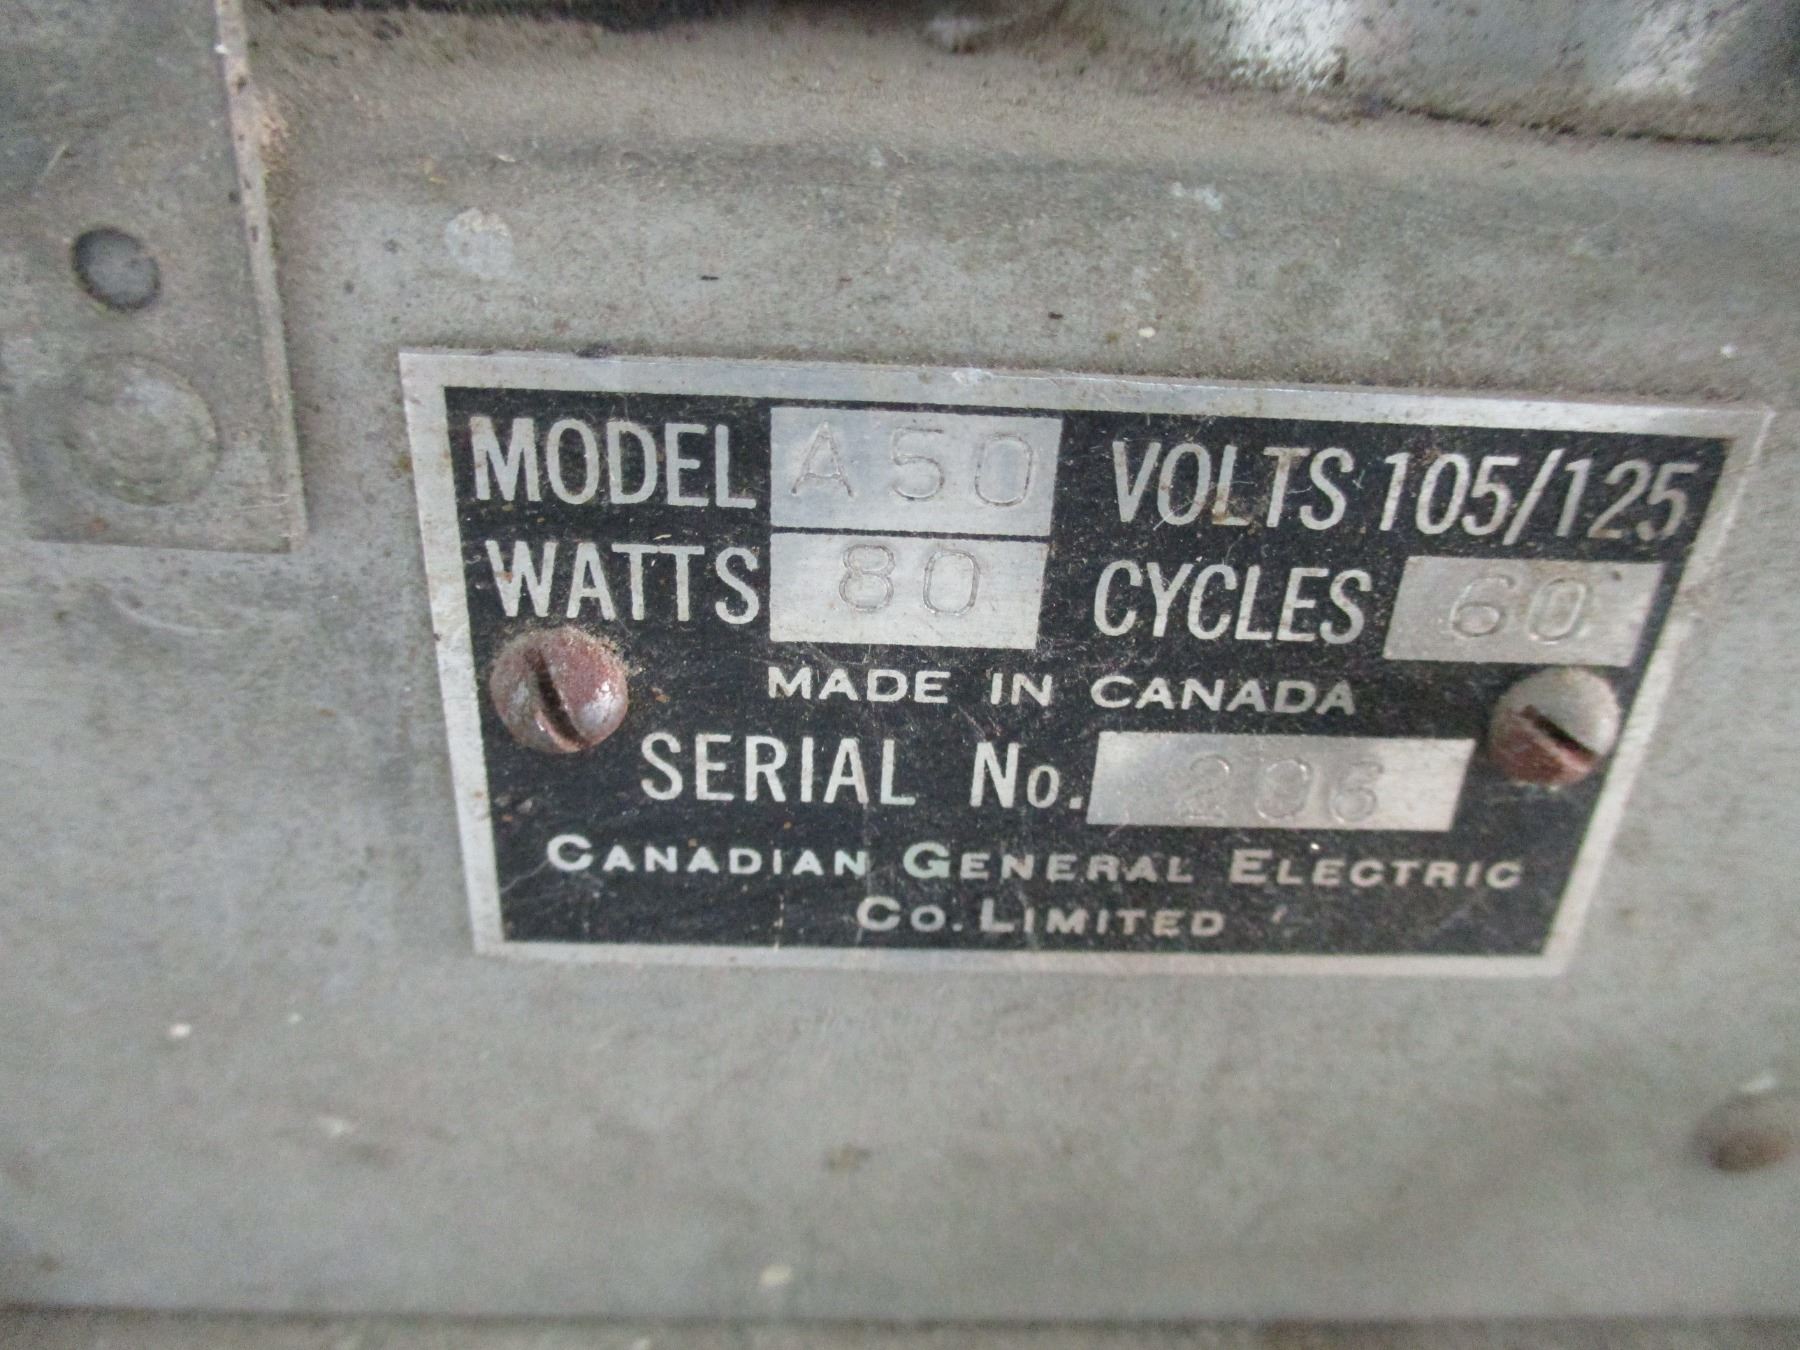 MODEL A50 VOLTS 105/125
WATTS 80 CYCLES 60
MADE IN CANADA
SERIAL No. 206
CANADIAN GENERAL ELECTRIC
CO. LIMITED